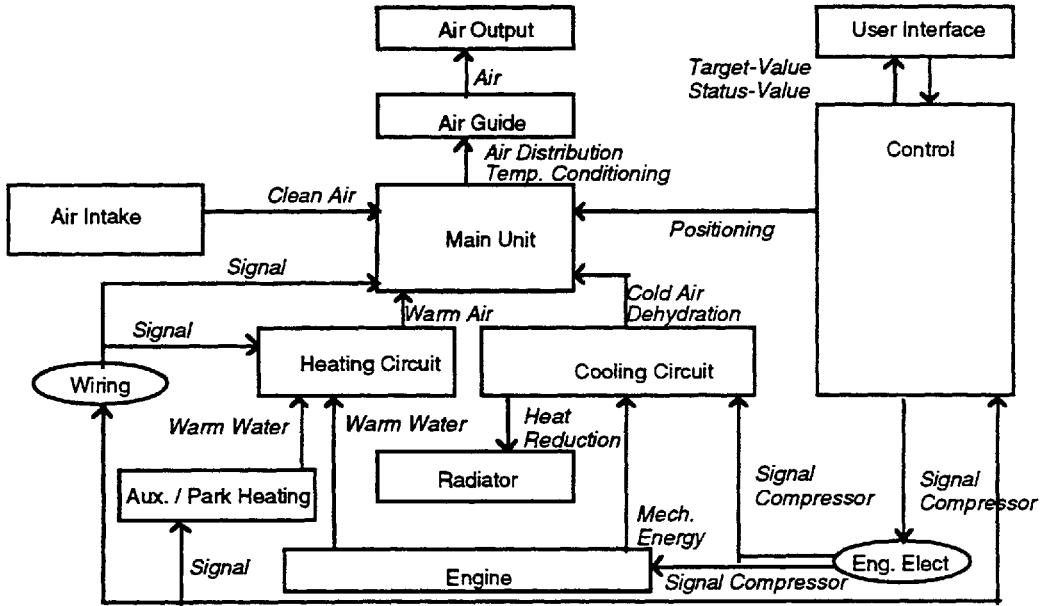 Air Output
User Interface
Air
Target-Value
Status-Value
Air Guide
Control
Air Distribution
Temp. Conditioning
Clean Air
Air Intake
Main Unit
Positioning
Signal
Cold Air
Dehydration
Warm Air
Signal
Heating Circuit
Cooling Circuit
Wiring
Warm Water
Warm Water
Heat
Reduction
Radiator
Aux. / Park Heating
Signal
Compressor
Signal
Compressor
Mech.
Energy
Signal
Engine
Signal Compressor
Eng. Elect